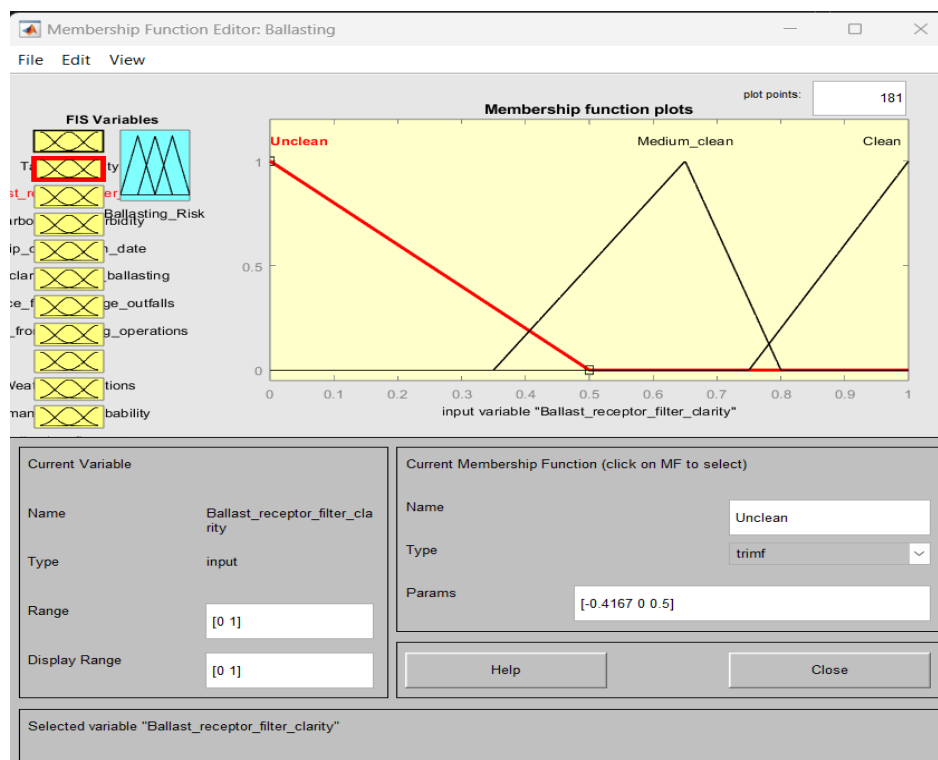 Membership Function Editor: Ballasting
File Edit View
FIS Variables
Ballasting_Risk
_date
_ballasting
ge_outfalls
g_operations
tions
bability
plot points:
181
Membership function plots
Unclean
Medium_clean
Clean
1
0.5
0
0 0.1 0.2 0.3 0.4 0.5 0.6 0.7 0.8 0.9 1
input variable "Ballast_receptor_filter_clarity"
Current Variable
Name
Ballast_receptor_filter_cla
rity
Type
input
Range
[0 1]
Display Range
[0 1]
Current Membership Function (click on MF to select)
Name
Unclean
Type
trimf
Params
[-0.4167 0 0.5]
Help
Close
Selected variable "Ballast_receptor_filter_clarity"